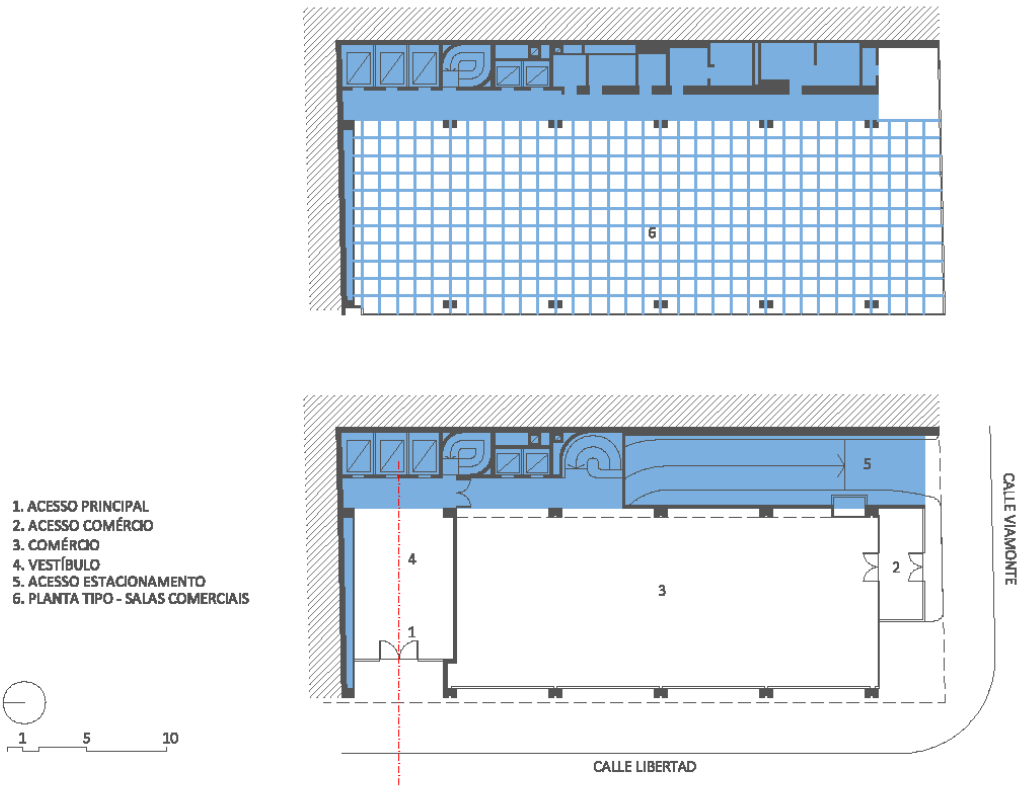 6
1. ACESSO PRINCIPAL
2. ACESSO COMÉRCIO
3. COMÉRCIO
4. VESTÍBULO
5. ACESSO ESTACIONAMENTO
6. PLANTA TIPO - SALAS COMERCIAIS
5
4
3
2
1
CALLE VIAMONTE
1 5 10
CALLE LIBERTAD